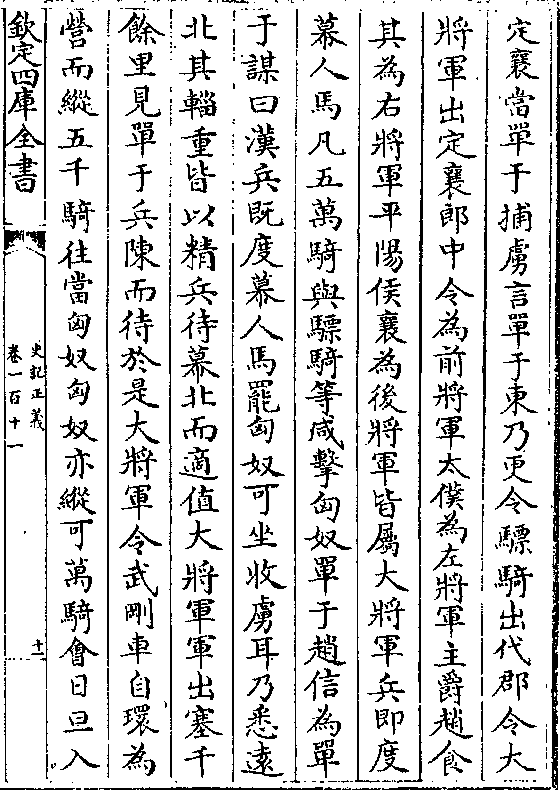 定襄當單于捕虜言單于東乃更令驃騎出代郡令大
將軍出定襄郎中令為前將軍太僕為左將軍主爵趙食
其為右將軍平陽侯襄為後將軍皆屬大將軍兵即度
幕人馬凡五萬騎與驃騎等咸擊匈奴單于趙信為單
于謀曰漢兵既度幕人馬罷匈奴可坐收虜耳乃悉遠
北其輜重皆以精兵待幕北而適值大將軍軍出塞千
餘里見單于兵陳而待於是大將軍令武剛車自環為
營而縱五千騎往當匈奴匈奴亦縱可萬騎會日且入
欽定四庫全書
史記正義
卷一百十一
十一